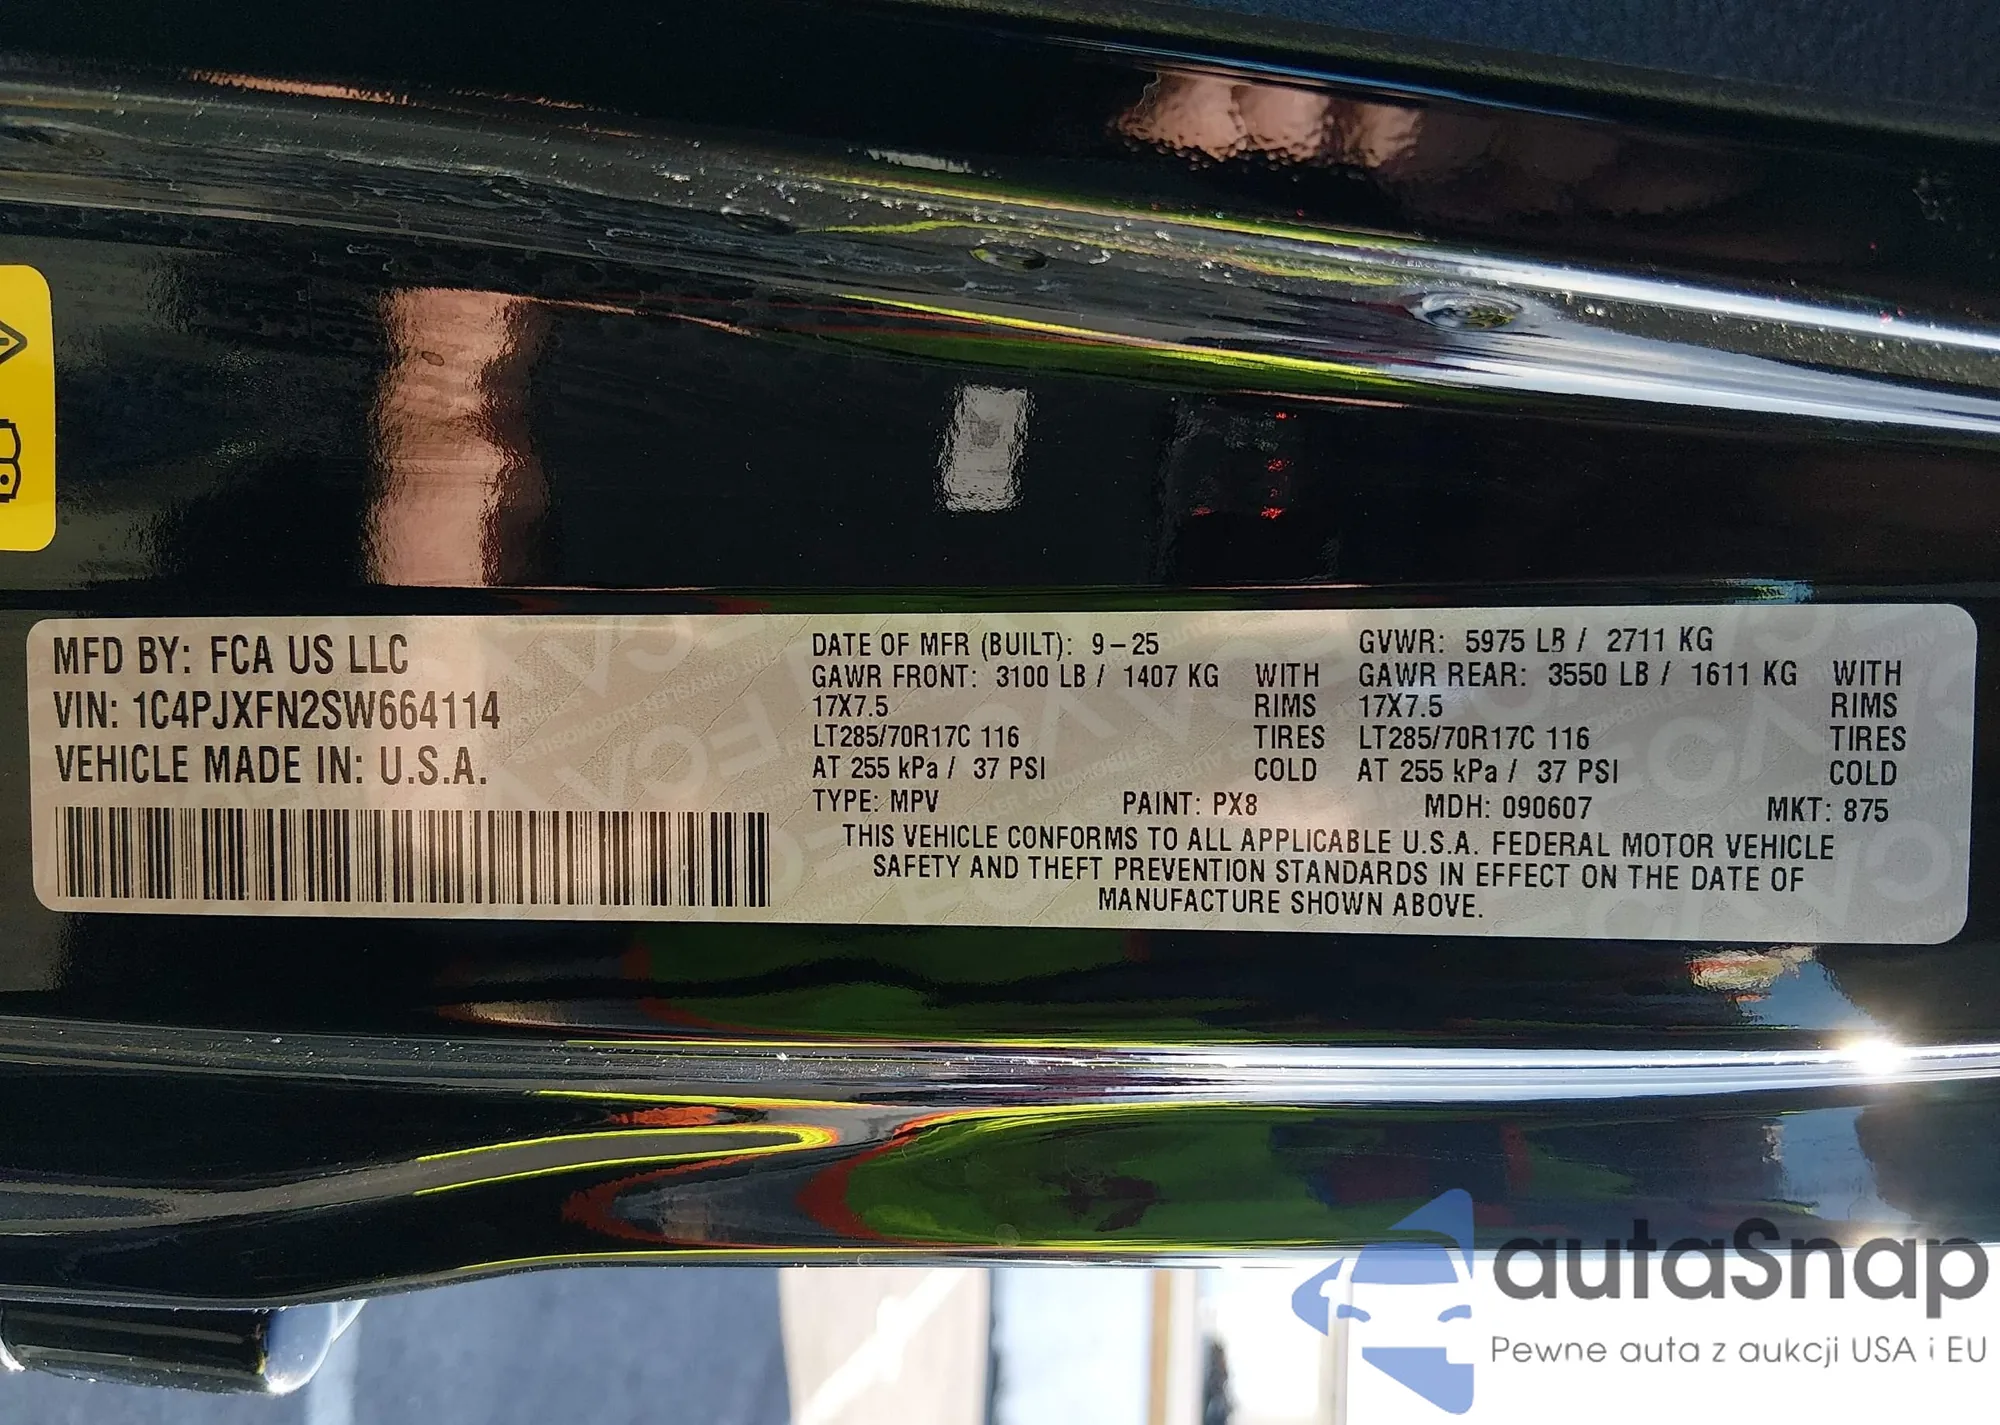 MFD BY: FCA US LLC
VIN: 1C4PJXFN2SW664114
VEHICLE MADE IN: U.S.A.
DATE OF MFR (BUILT): 9-25
GVWR: 5975 LB / 2711 KG
GAWR FRONT: 3100 LB / 1407 KG WITH
17X7.5 RIMS
LT285/70R17C 116 TIRES
AT 255 kPa / 37 PSI COLD
GAWR REAR: 3550 LB / 1611 KG WITH
17X7.5 RIMS
LT285/70R17C 116 TIRES
AT 255 kPa / 37 PSI COLD
TYPE: MPV PAINT: PX8 MDH: 090607 MKT: 875
THIS VEHICLE CONFORMS TO ALL APPLICABLE U.S.A. FEDERAL MOTOR VEHICLE
SAFETY AND THEFT PREVENTION STANDARDS IN EFFECT ON THE DATE OF
MANUFACTURE SHOWN ABOVE.
autaSnap
Pewne auta z aukcji USA i EU